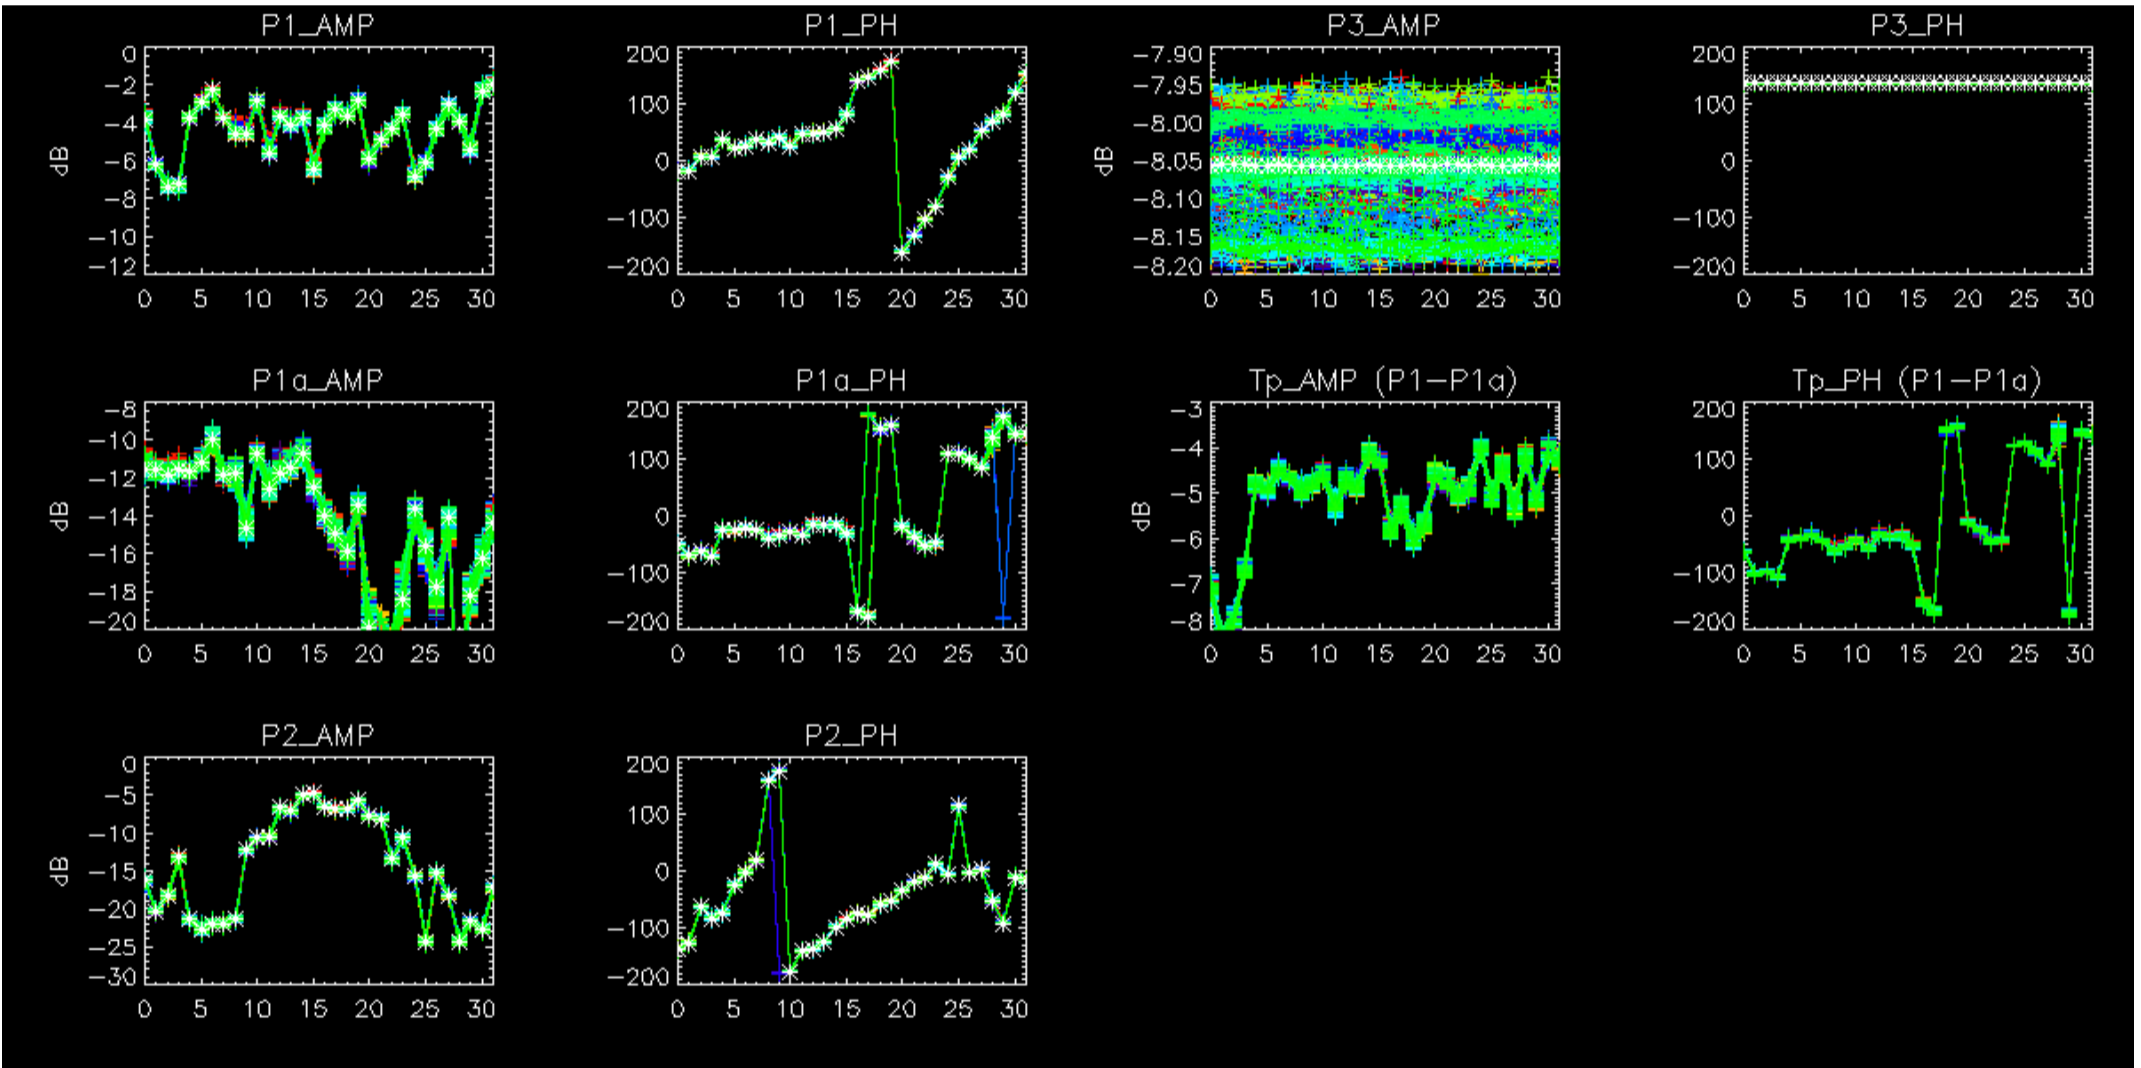 P1_AMP P1_PH P3_AMP P3_PH
0 200 −7.90 200
−2 −7.95
−4 100 −8.00 100
dB −6 0 dB −8.05 0
−8 −8.10
−10 −100 −8.15 −100
−12 −200 −8.20 −200
0 5 10 15 20 25 30 0 5 10 15 20 25 30 0 5 10 15 20 25 30 0 5 10 15 20 25 30
P1a_AMP P1a_PH Tp_AMP (P1−P1a) Tp_PH (P1−P1a)
−8 200 −3 200
−10 100 −4 100
−12
dB −14 0 dB −5 0
−16 −6
−18 −100 −7 −100
−20 −200 −8 −200
0 5 10 15 20 25 30 0 5 10 15 20 25 30 0 5 10 15 20 25 30 0 5 10 15 20 25 30
P2_AMP P2_PH
0 200
−5 100
−10
dB −15 0
−20
−25 −100
−30 −200
0 5 10 15 20 25 30 0 5 10 15 20 25 30